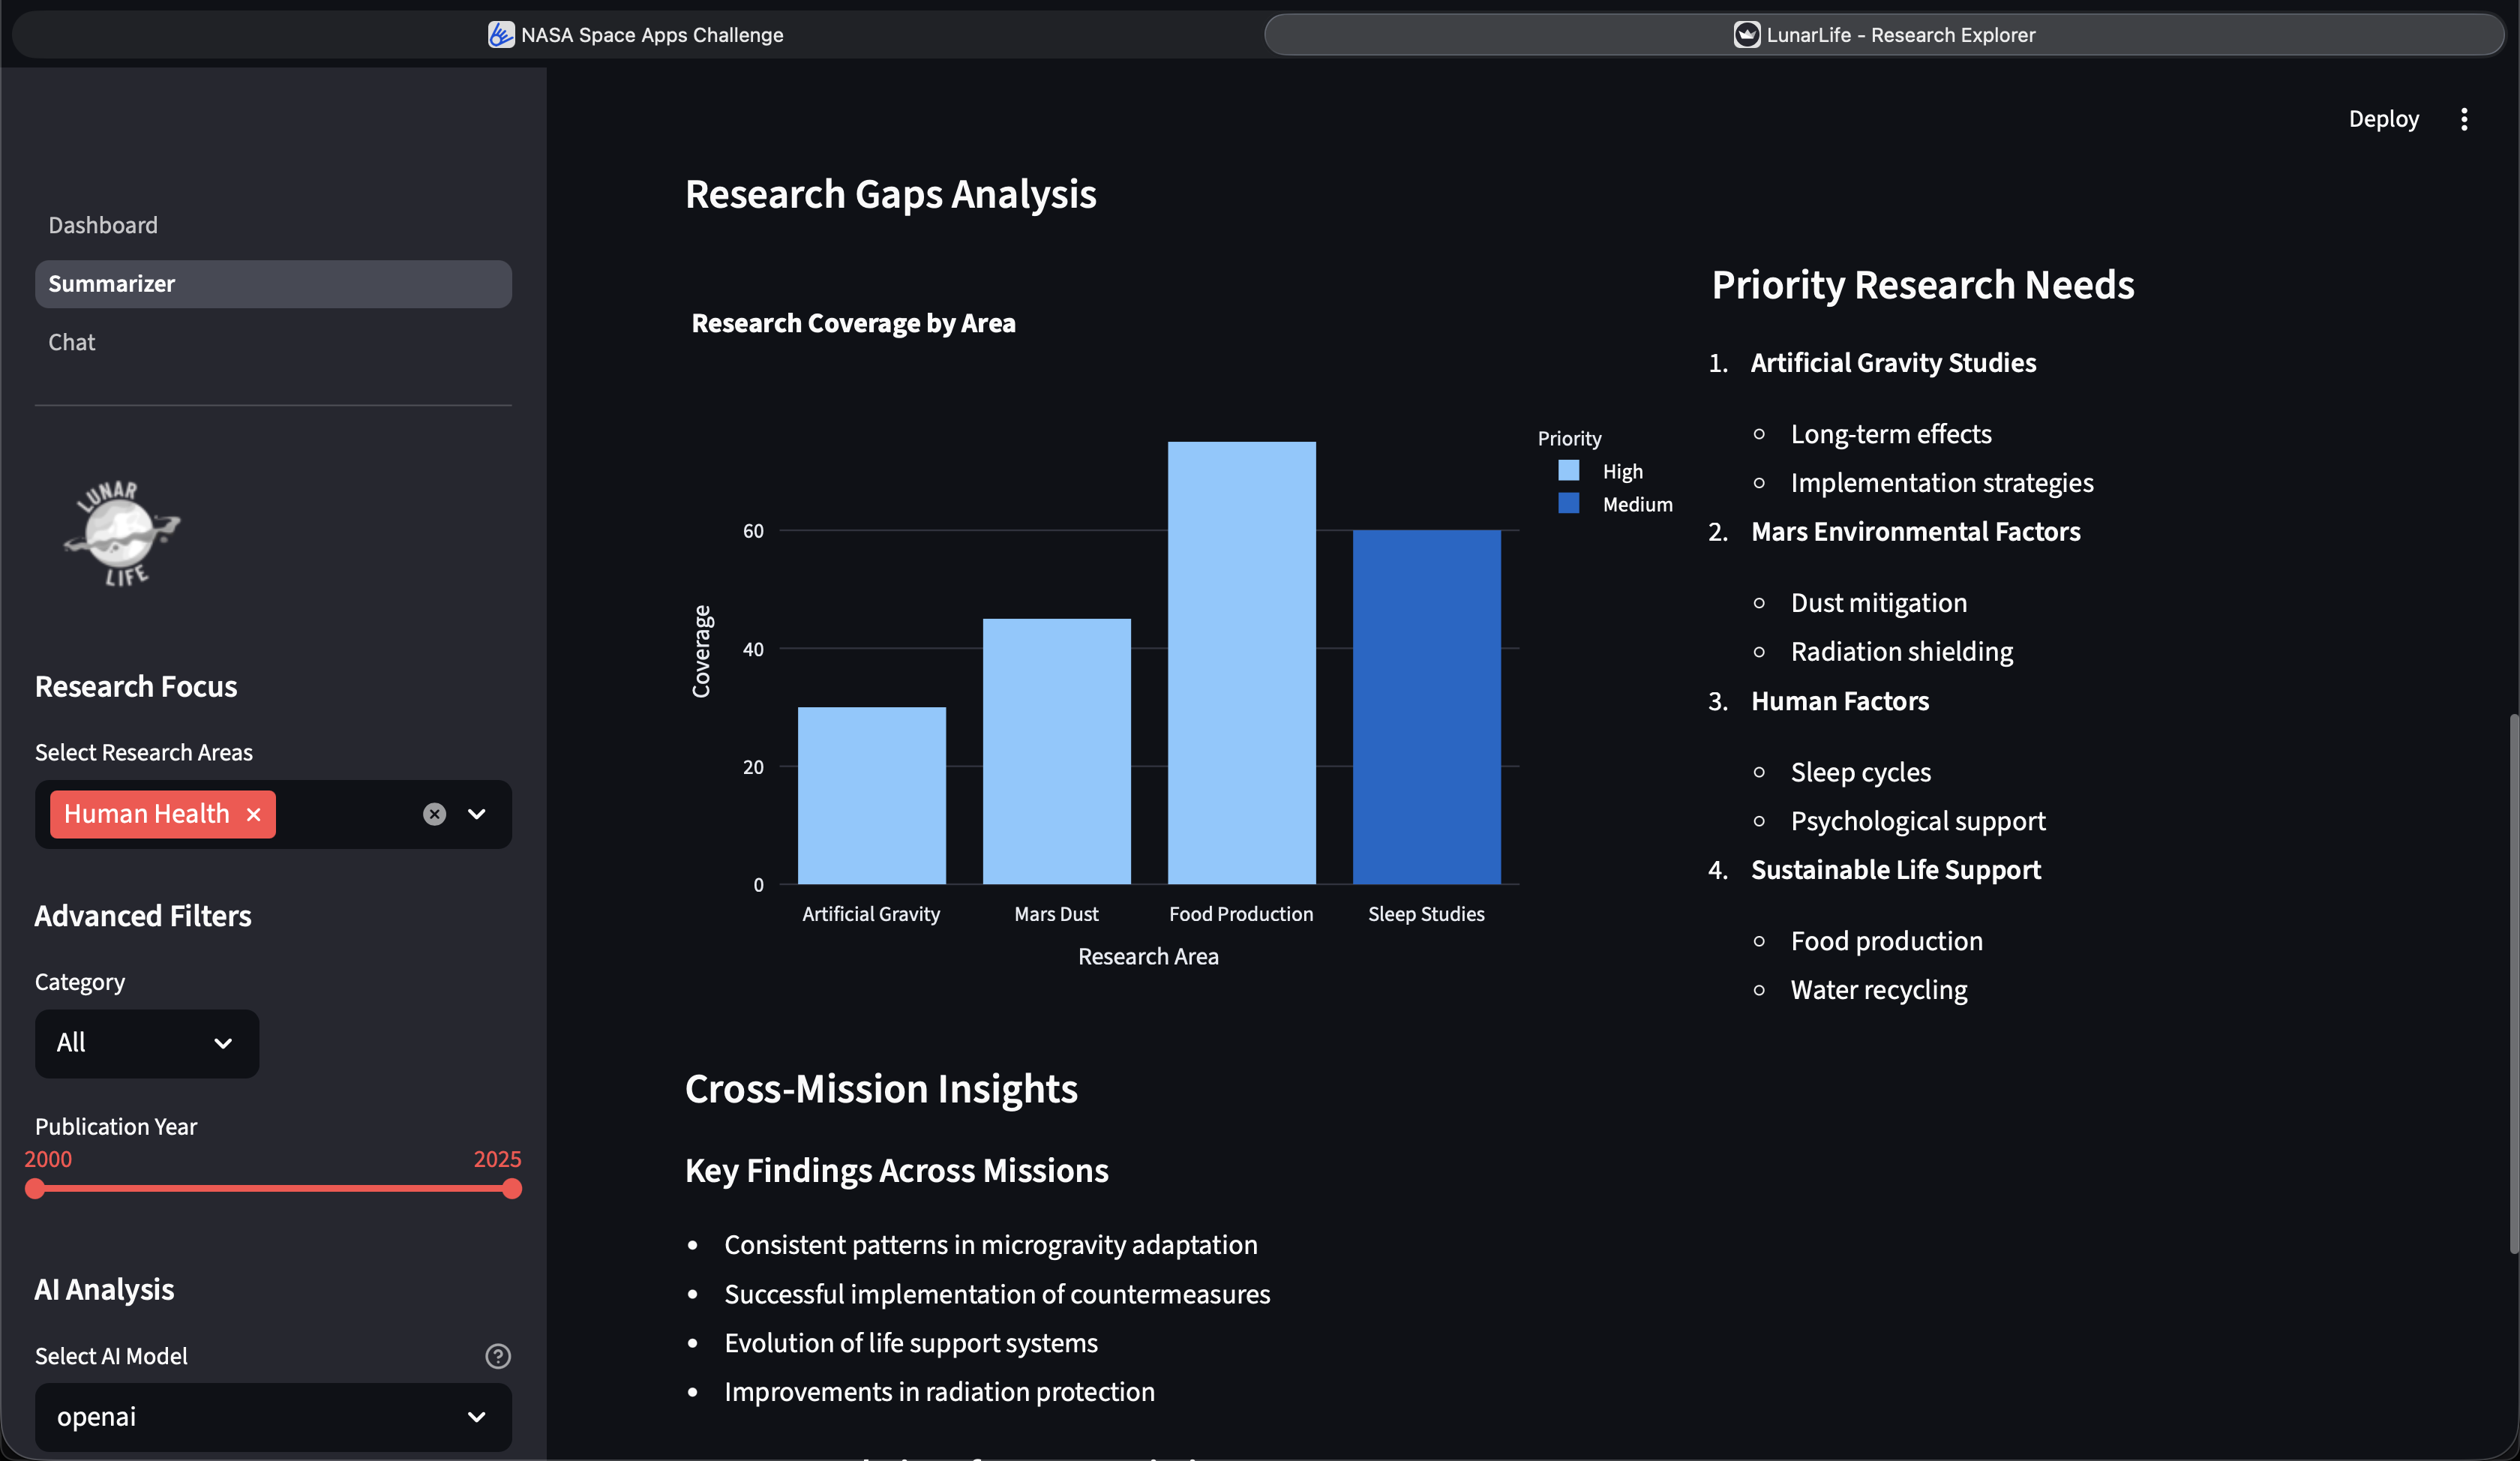 NASA Space Apps Challenge
LunarLife - Research Explorer
Deploy
Dashboard
Summarizer
Chat
LUNAR
LIFE
Research Focus
Select Research Areas
Human Health
Advanced Filters
Category
All
Publication Year
2000
2025
AI Analysis
Select AI Model
openai
Research Gaps Analysis
Research Coverage by Area
Priority
High
Medium
Coverage
60
40
20
0
Artificial Gravity
Mars Dust
Food Production
Sleep Studies
Research Area
Priority Research Needs
1. Artificial Gravity Studies
Long-term effects
Implementation strategies
2. Mars Environmental Factors
Dust mitigation
Radiation shielding
3. Human Factors
Sleep cycles
Psychological support
4. Sustainable Life Support
Food production
Water recycling
Cross-Mission Insights
Key Findings Across Missions
Consistent patterns in microgravity adaptation
Successful implementation of countermeasures
Evolution of life support systems
Improvements in radiation protection